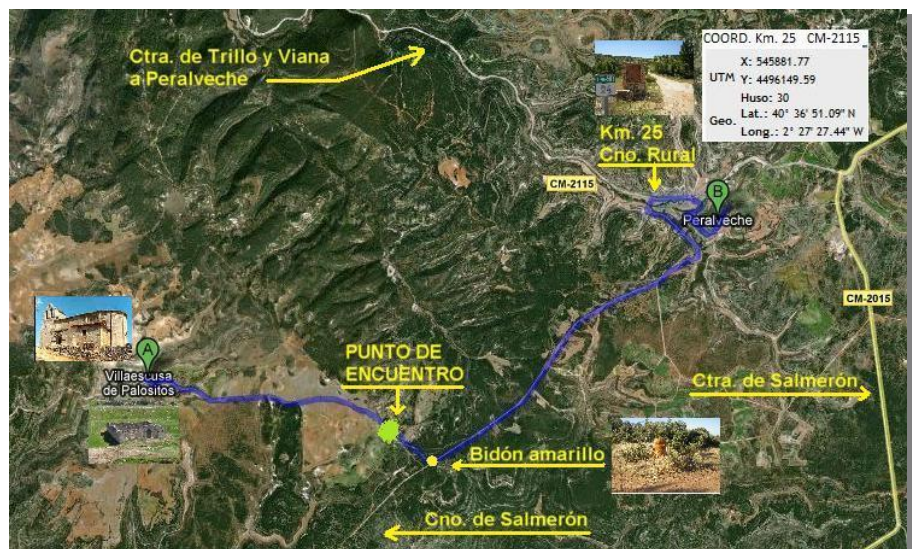 Ctra. de Trillo y Viana
a Peralveche
COORD. Km. 25 CM-2115
UTM
X: 545881.77
Y: 4496149.59
Huso: 30
Geo.
Lat.: 40° 36' 51.09" N
Long.: 2° 27' 27.44" W
Km. 25
Cno. Rural
CM-2115
B
Peralveche
CM-2015
A
Villaescusa
de Palositos
PUNTO DE
ENCUENTRO
Ctra. de Salmerón
Bidón amarillo
Cno. de Salmerón